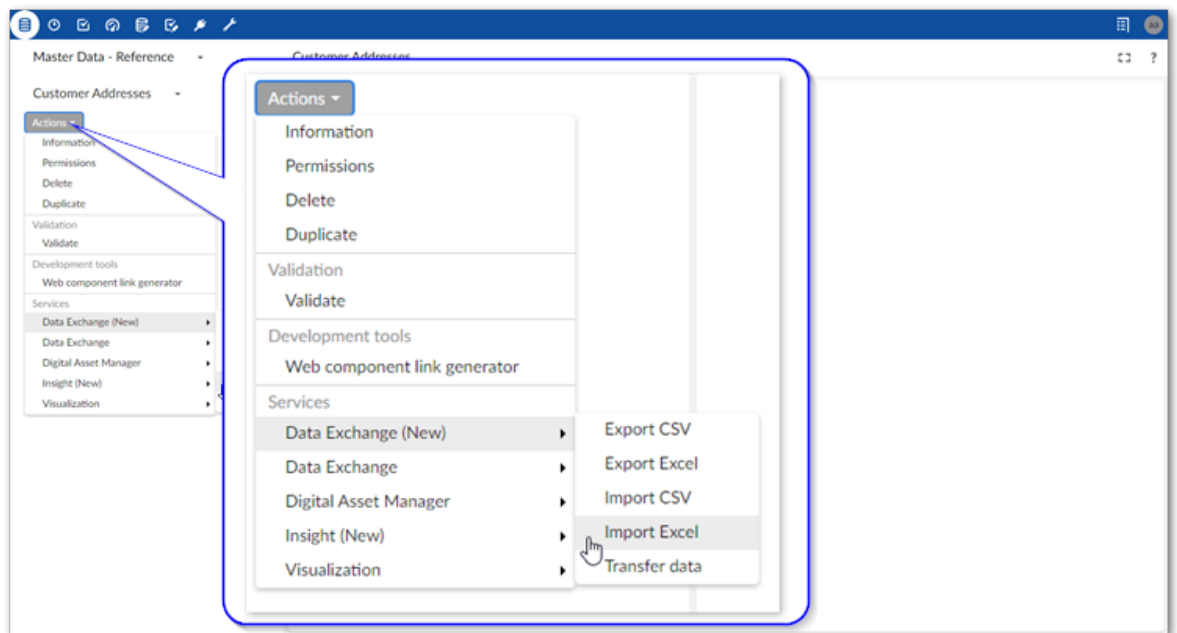 aa
Master Data - Reference
Customer Addresses
?
Customer Addresses
Actions
Information
Permissions
Delete
Duplicate
Validation
Validate
Development tools
Web component link generator
Services
Data Exchange (New)
Data Exchange
Digital Asset Manager
Insight (New)
Visualization
Actions
Information
Permissions
Delete
Duplicate
Validation
Validate
Development tools
Web component link generator
Services
Data Exchange (New)
Data Exchange
Digital Asset Manager
Insight (New)
Visualization
Export CSV
Export Excel
Import CSV
Import Excel
Transfer data